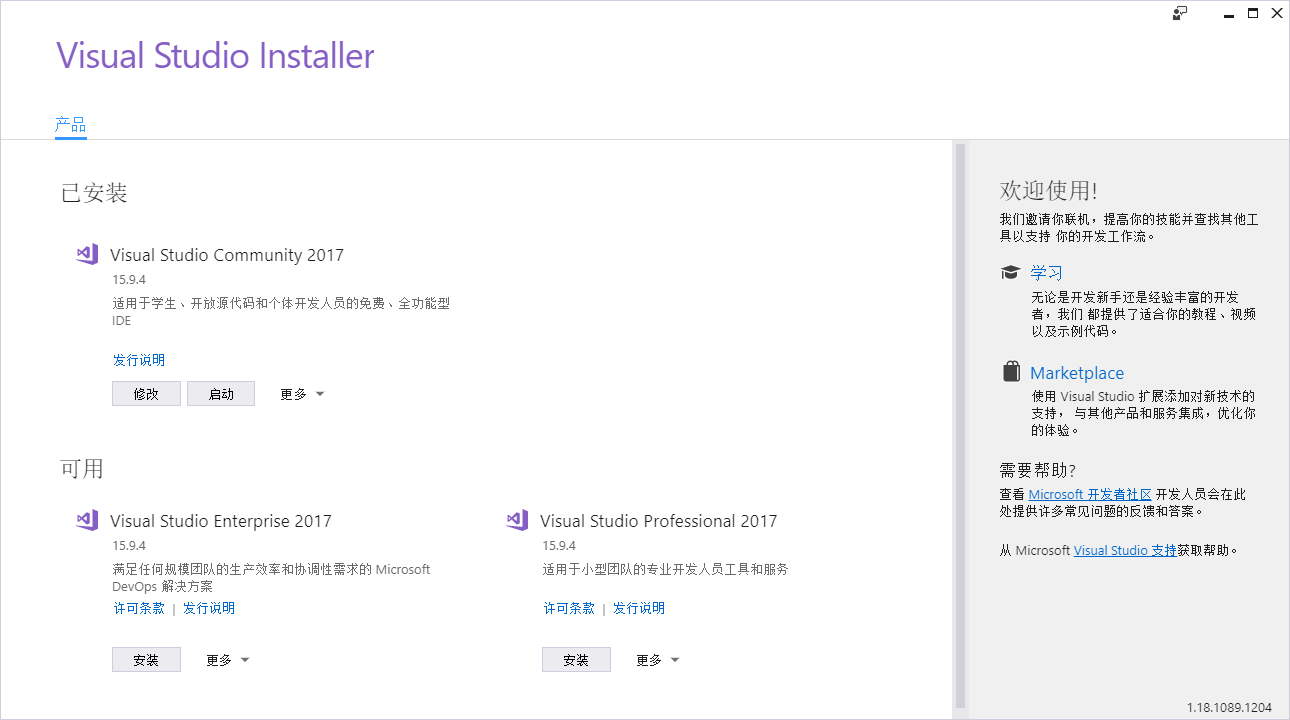 Visual Studio Installer
产品
已安装
Visual Studio Community 2017
15.9.4
适用于学生、开放源代码和个体开发人员的免费、全功能型
IDE
发行说明
修改 启动 更多
可用
Visual Studio Enterprise 2017
15.9.4
满足任何规模团队的生产效率和协调性需求的 Microsoft
DevOps 解决方案
许可条款 | 发行说明
安装 更多
Visual Studio Professional 2017
15.9.4
适用于小型团队的专业开发人员工具和服务
许可条款 | 发行说明
安装 更多
欢迎使用!
我们邀请你联机，提高你的技能并查找其他工
具以支持 你的开发工作流。
学习
无论是开发新手还是经验丰富的开发
者，我们 都提供了适合你的教程、视频
以及示例代码。
Marketplace
使用 Visual Studio 扩展添加对新技术的
支持， 与其他产品和服务集成，优化你
的体验。
需要帮助?
查看 Microsoft 开发者社区 开发人员会在此
处提供许多常见问题的反馈和答案。
从 Microsoft Visual Studio 支持获取帮助。
1.18.1089.1204